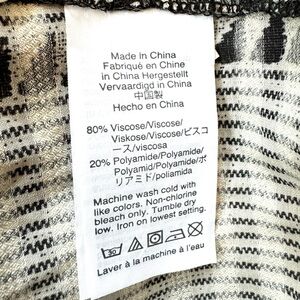 Made in China
Fabriqué en Chine
in China Hergestellt
Vervaardigd in China
中国製
Hecho en China
80% Viscose/Viscose/
Viskose/Viscose/ビスコ
ース/viscosa
20% Polyamide/Polyamide/
Polyamid/Polyamide/ポ
リアミド/poliamida
Machine wash cold with
like colors. Non-chlorine
bleach only. Tumble dry
low. Iron on lowest setting.
Laver à la machine à l'eau